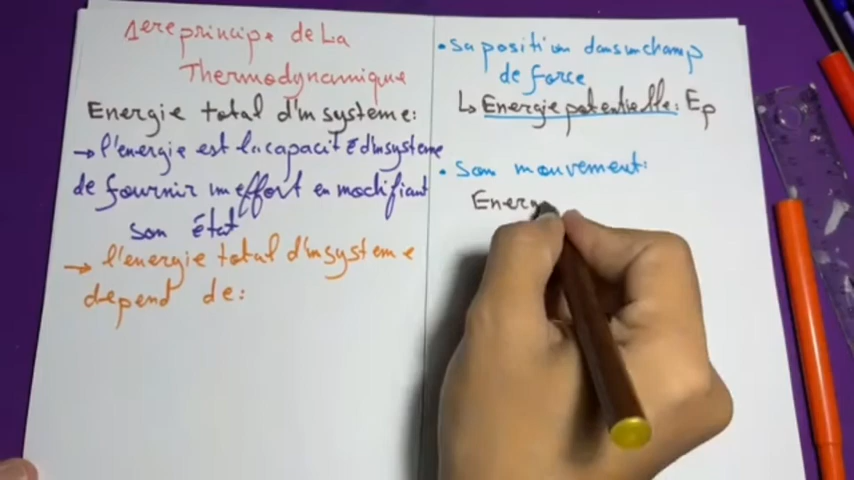 1ere principe de La
Thermodynamique
Energie total d'un système:
→ l'energie est la capacité d'un systeme
de fournir un effort en modifiant
son état
→ l'energie total d'un systeme
depend de:
• sa position dans un champ
de force
↳ Energie potentielle: Ep
• Son mouvement:
Energ